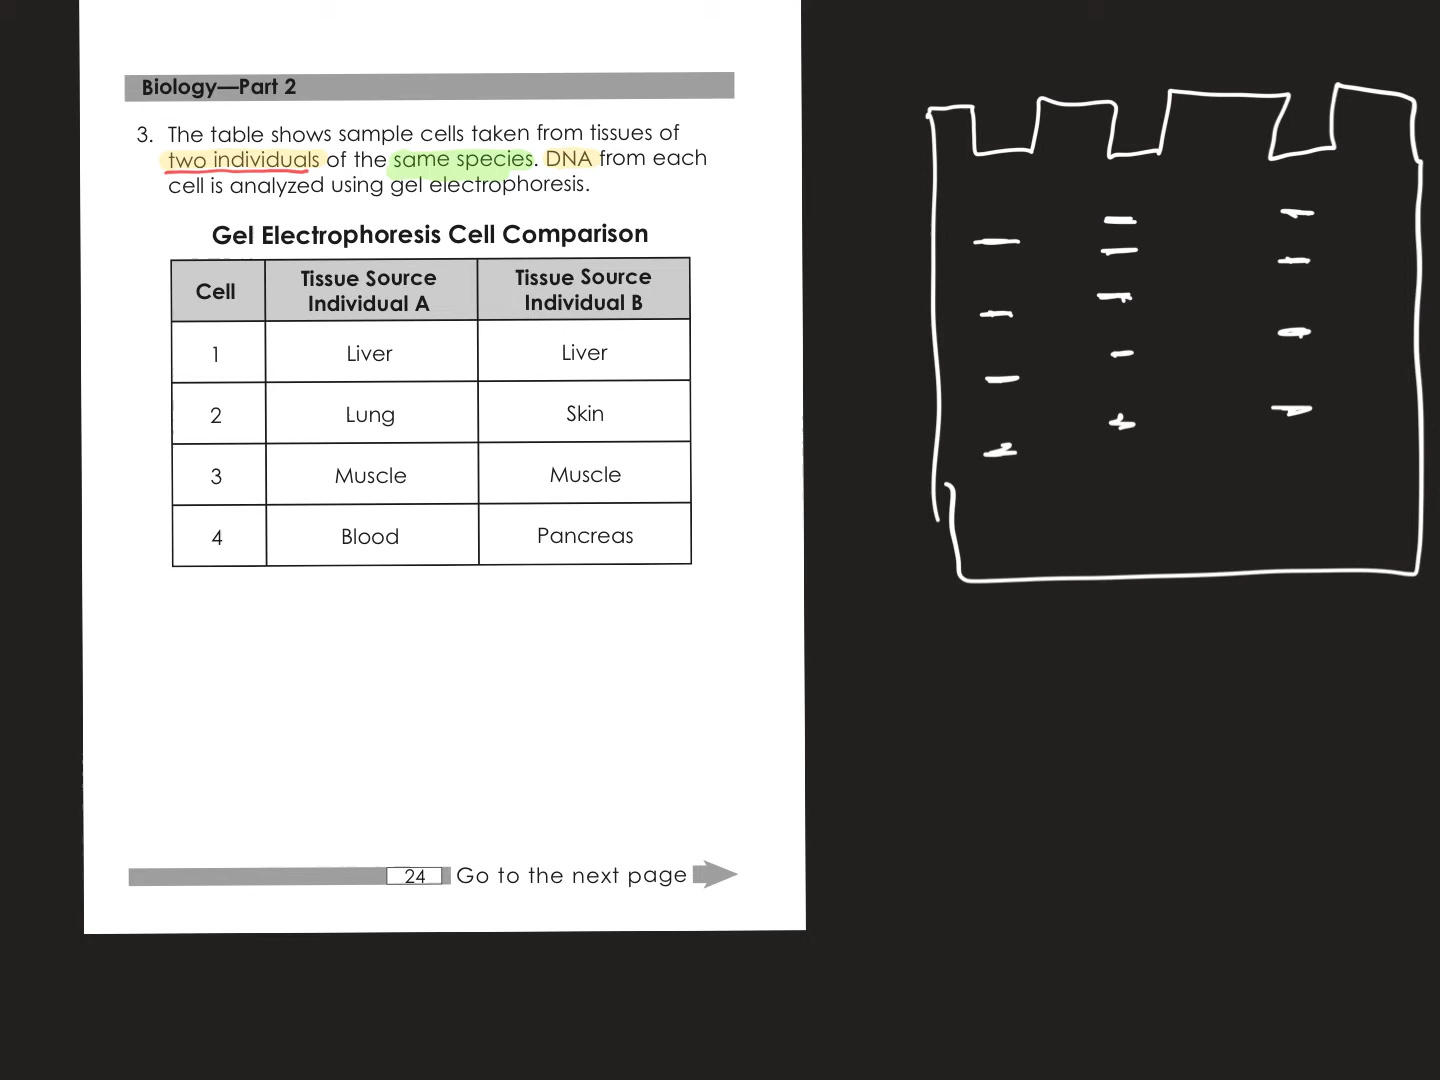 Biology—Part 2
3. The table shows sample cells taken from tissues of
two individuals of the same species. DNA from each
cell is analyzed using gel electrophoresis.
Gel Electrophoresis Cell Comparison
Cell
Tissue Source
Individual A
Tissue Source
Individual B
1 Liver Liver
2 Lung Skin
3 Muscle Muscle
4 Blood Pancreas
24 Go to the next page